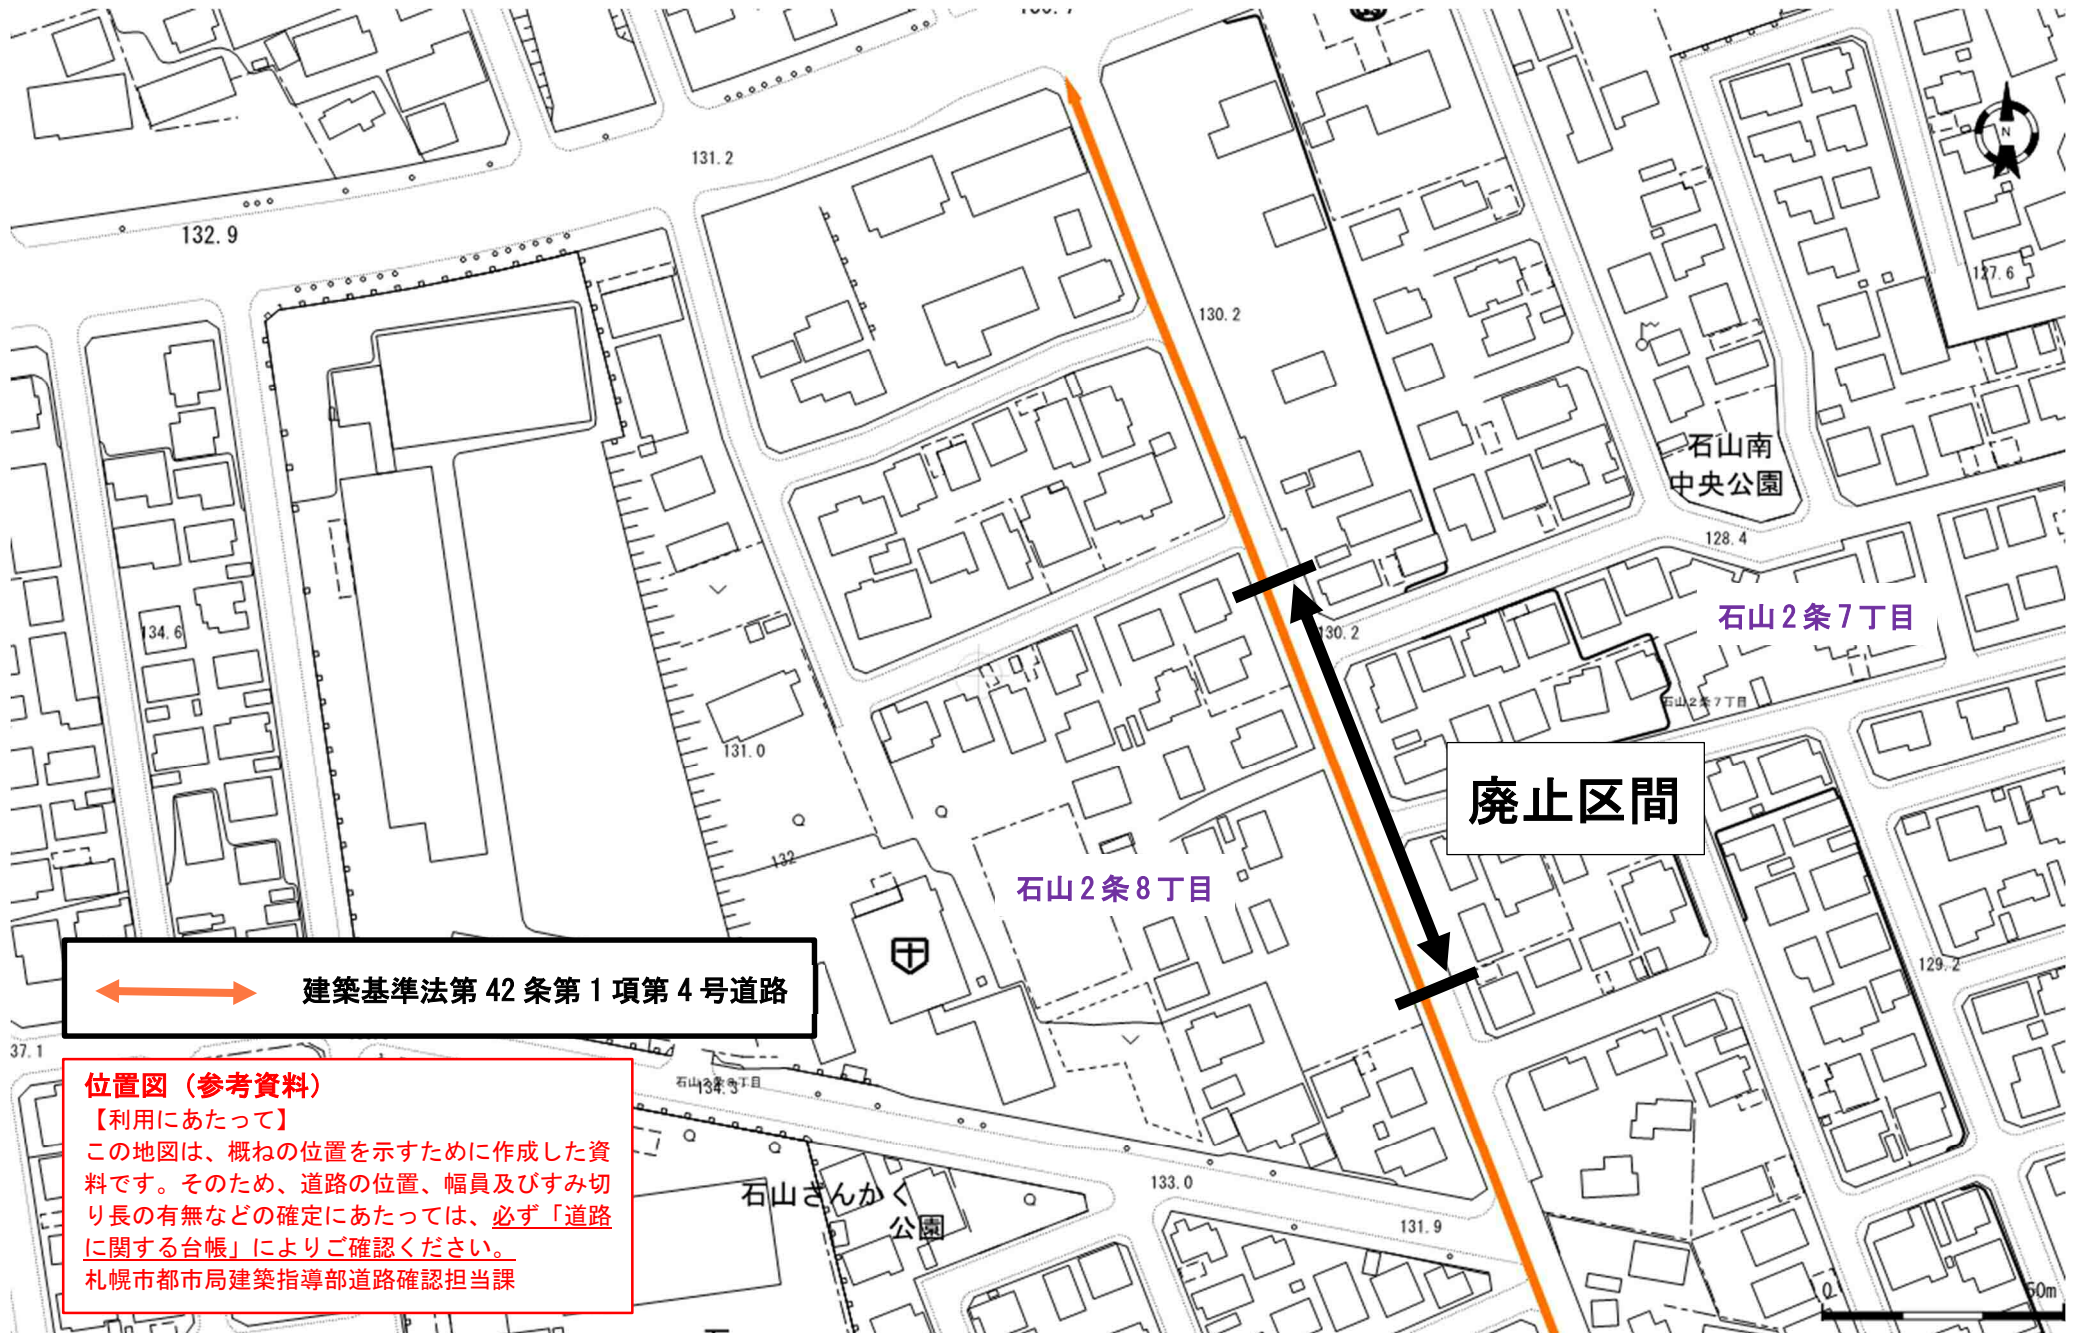 131.2
132.9
130.2
127.6
石山南
中央公園
128.4
石山2条7丁目
130.2
134.6
石山2条7丁目
131.0
廃止区間
132
石山2条8丁目
129.2
建築基準法第 42 条第 1 項第 4 号道路
37.1
位置図（参考資料）
【利用にあたって】
この地図は、概ねの位置を示すために作成した資
料です。そのため、道路の位置、幅員及びすみ切
り長の有無などの確定にあたっては、必ず「道路
に関する台帳」によりご確認ください。
札幌市都市局建築指導部道路確認担当課
石山2条8丁目
134.3
石山さんかく
公園
133.0
131.9
N
0
50m